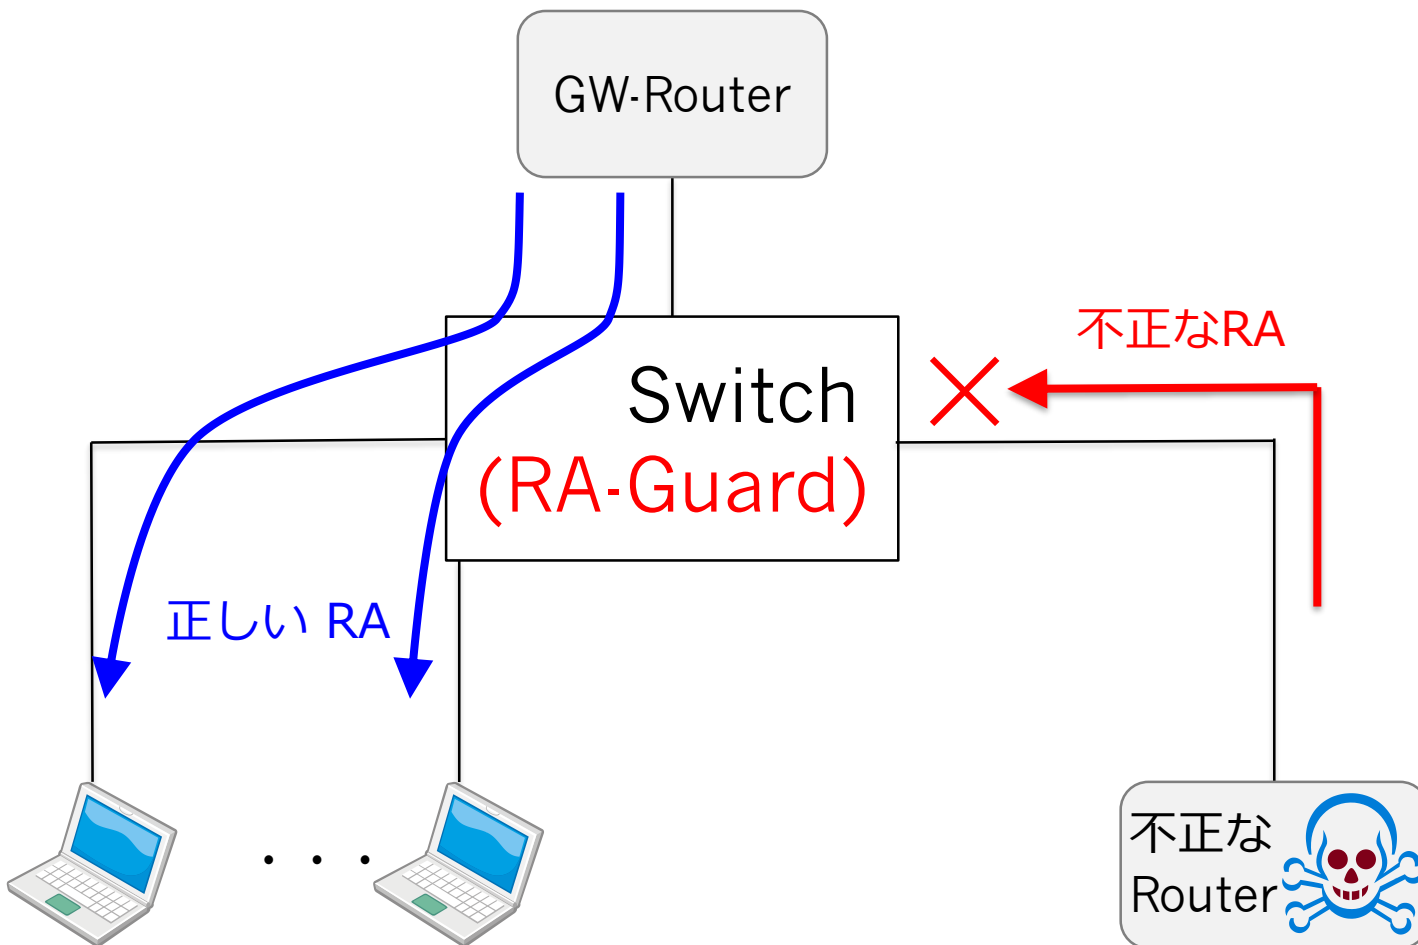 GW-Router
不正なRA
Switch
(RA-Guard)
正しい RA
・・・
不正な
Router